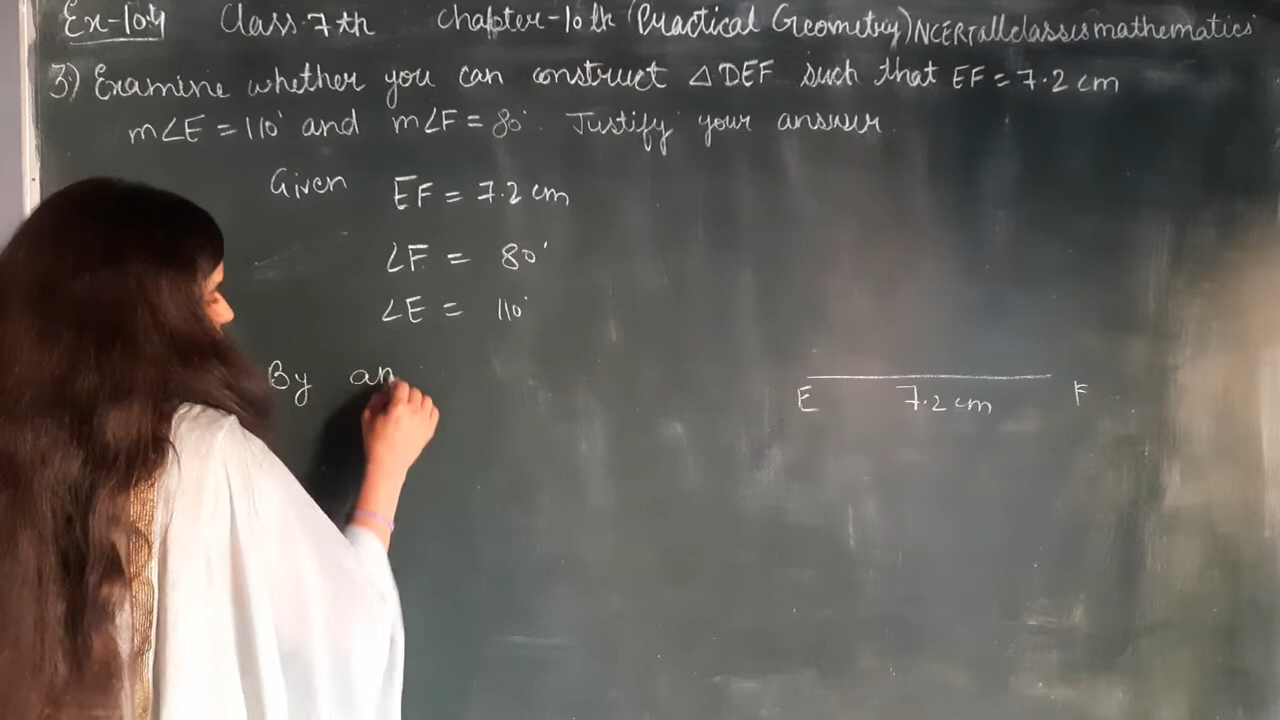 Ex-10.4 Class 7th Chapter-10th (Practical Geometry) NCERTallclassesmathematics
3) Examine whether you can construct △DEF such that EF = 7.2 cm
m∠E = 110° and m∠F = 80°. Justify your answer.
Given EF = 7.2 cm
∠F = 80°
∠E = 110°
By an
E 7.2 cm F